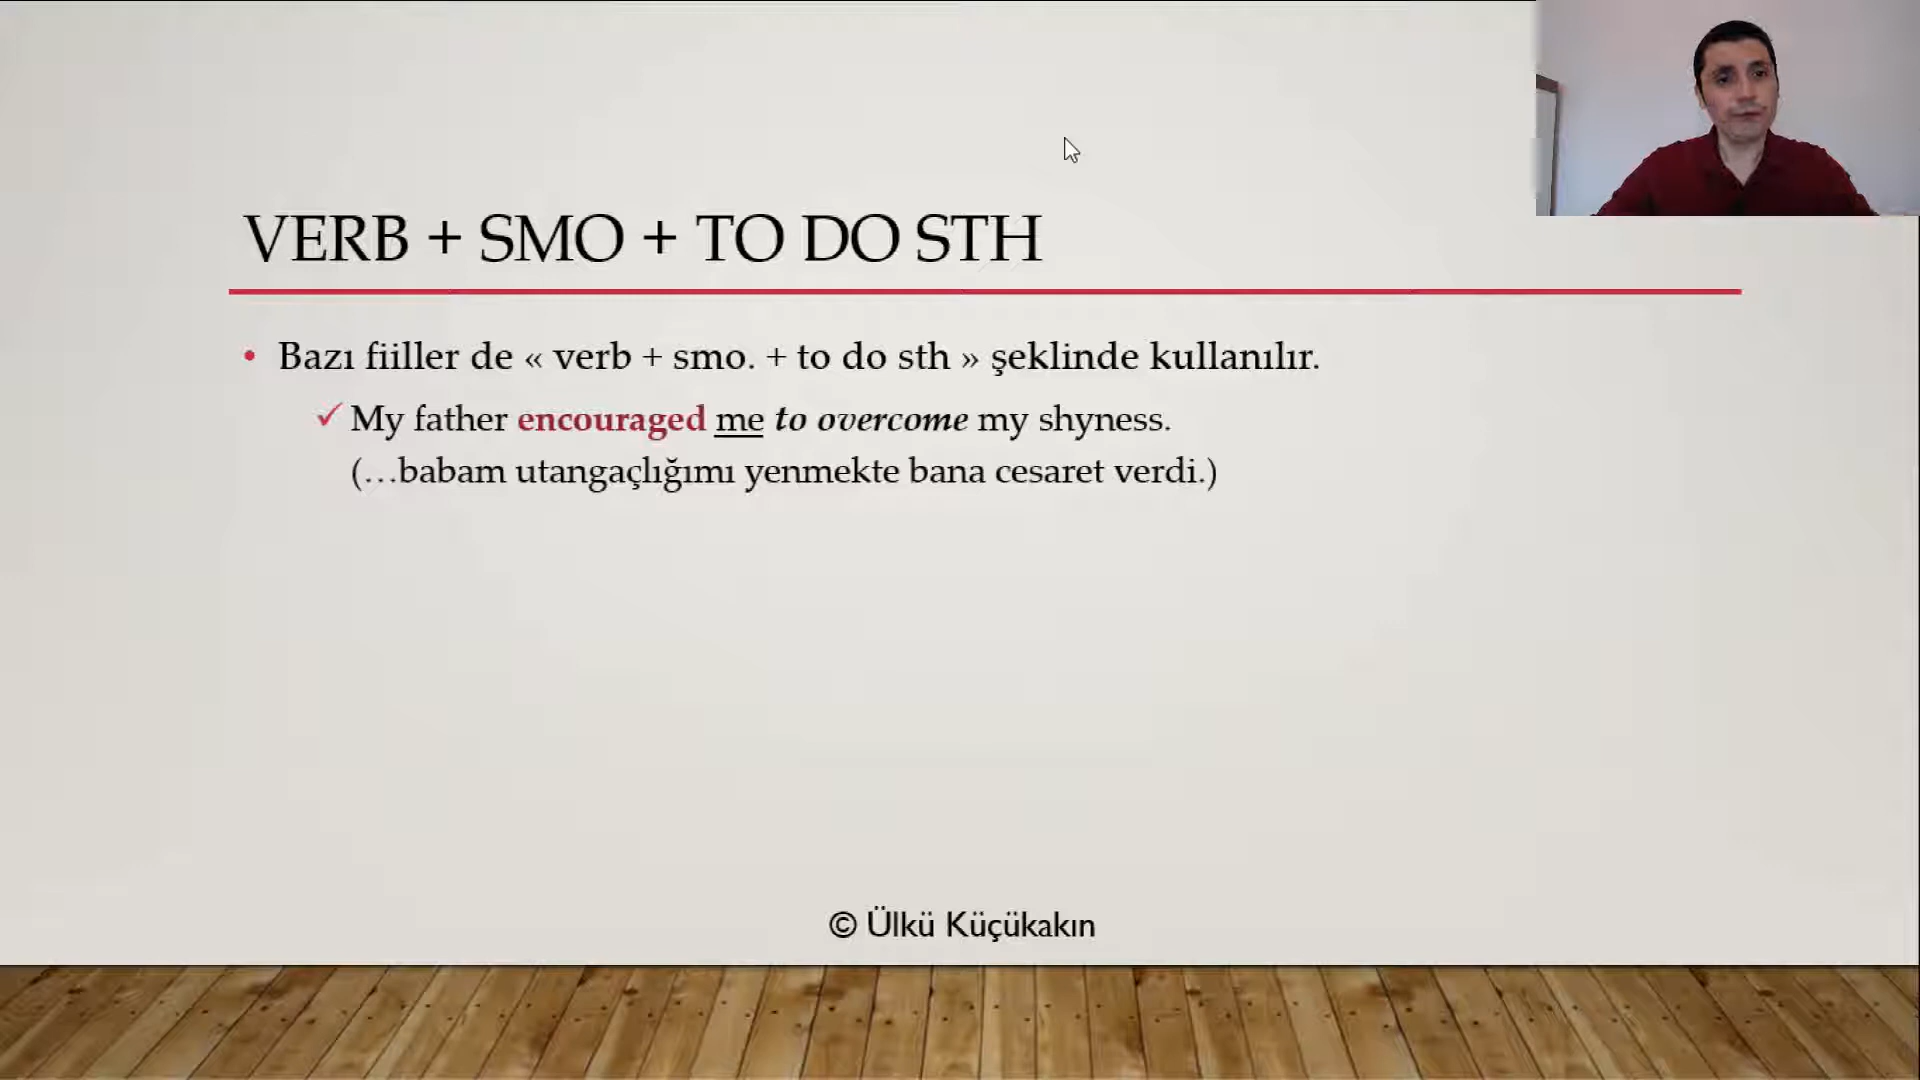 VERB + SMO + TO DO STH
• Bazı fiiller de « verb + smo. + to do sth » şeklinde kullanılır.
✓ My father encouraged me to overcome my shyness.
(…babam utangaçlığımı yenmekte bana cesaret verdi.)
© Ülkü Küçükakın